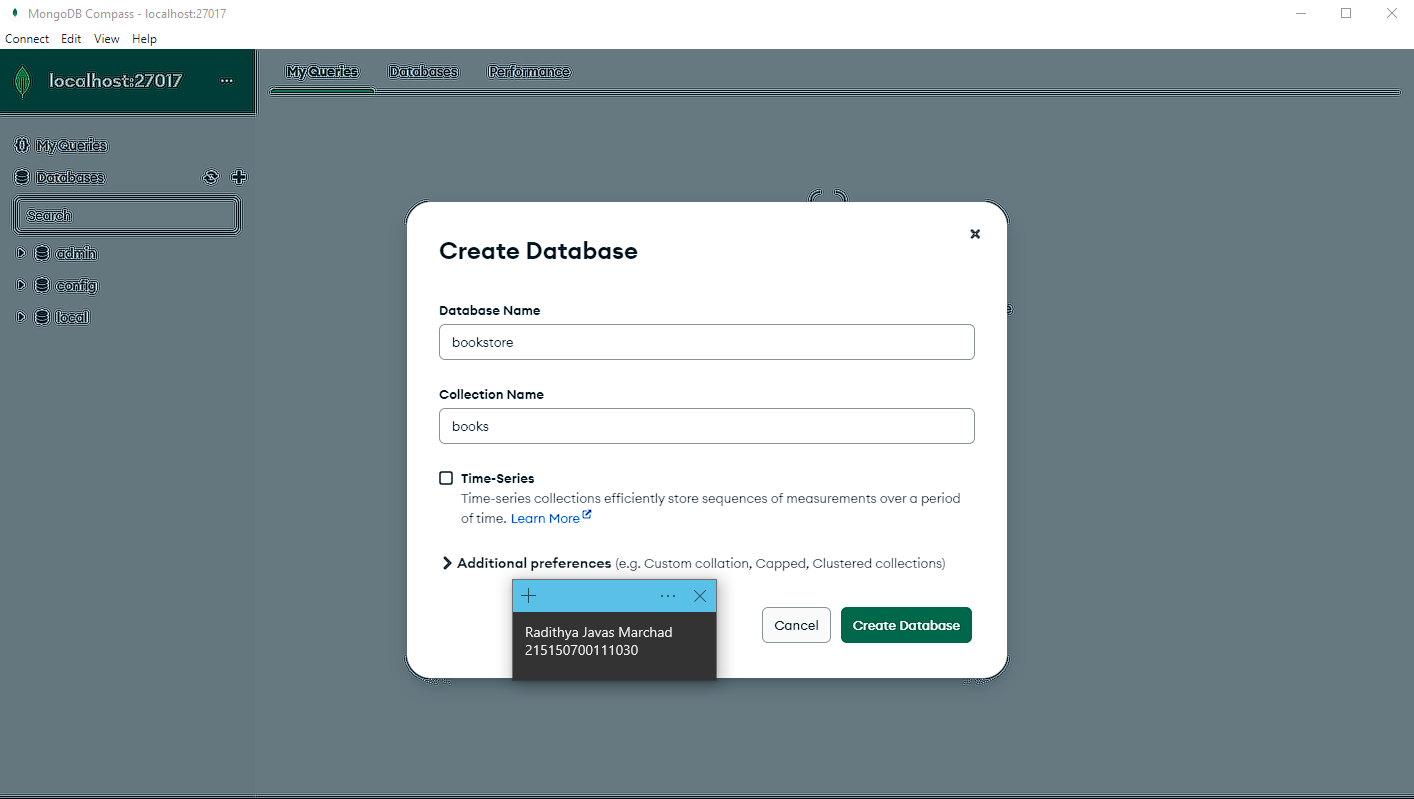 MongoDB Compass - localhost:27017
Connect Edit View Help
localhost:27017 ...
My Queries Databases Performance
My Queries
Databases
Search
admin
config
local
Create Database
Database Name
bookstore
Collection Name
books
Time-Series
Time-series collections efficiently store sequences of measurements over a period
of time. Learn More
Additional preferences (e.g. Custom collation, Capped, Clustered collections)
Radithya Javas Marchad
215150700111030
Cancel Create Database